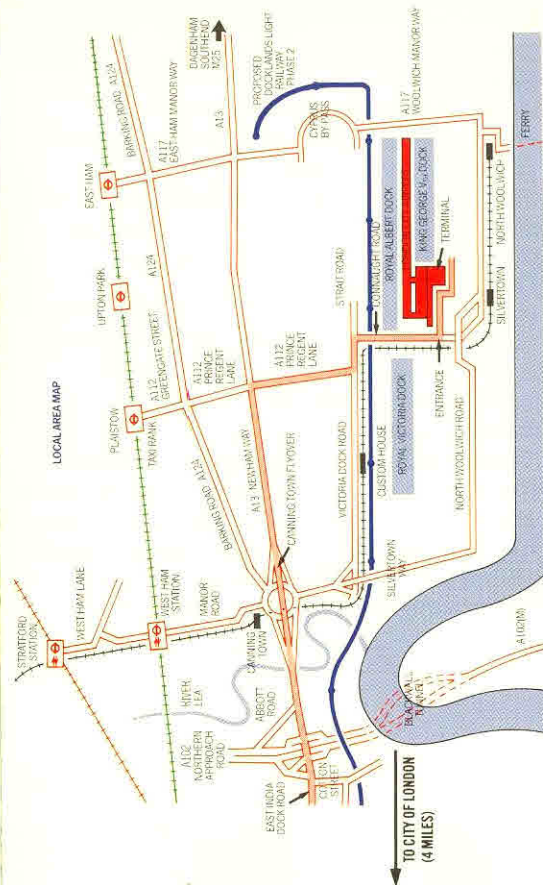 LOCAL AREA MAP
STRATFORD
STATION
WEST HAM LANE
WEST HAM
STATION
MANOR
ROAD
PLAISTOW
TAXI RANK
UPTON PARK
EAST HAM
BARKING ROAD
A124
A117
EAST HAM MANOR WAY
A13
DAGENHAM
SOUTHEND
M25
A112
GREENGATE STREET
A124
A112
PRINCE
REGENT
LANE
BARKING ROAD
A124
A13 NEWHAM WAY
CANNING TOWN FLYOVER
A112
PRINCE
REGENT
LANE
PROPOSED
DOCKLANDS LIGHT
RAILWAY
PHASE 2
CYPRUS
BY-PASS
A117
WOOLWICH MANOR WAY
RIVER
LEA
CANNING
TOWN
ABBOTT
ROAD
A102
NORTHERN
APPROACH
ROAD
EAST INDIA
DOCK ROAD
COTTON
STREET
VICTORIA DOCK ROAD
STRAIT ROAD
CONNAUGHT ROAD
CUSTOM HOUSE
SILVERTOWN
WAY
ROYAL VICTORIA DOCK
ROYAL ALBERT DOCK
KING GEORGE VTH DOCK
TERMINAL
ENTRANCE
NORTH WOOLWICH ROAD
SILVERTOWN
NORTH WOOLWICH
FERRY
BLACKWALL
TUNNEL
A102(M)
TO CITY OF LONDON
(4 MILES)